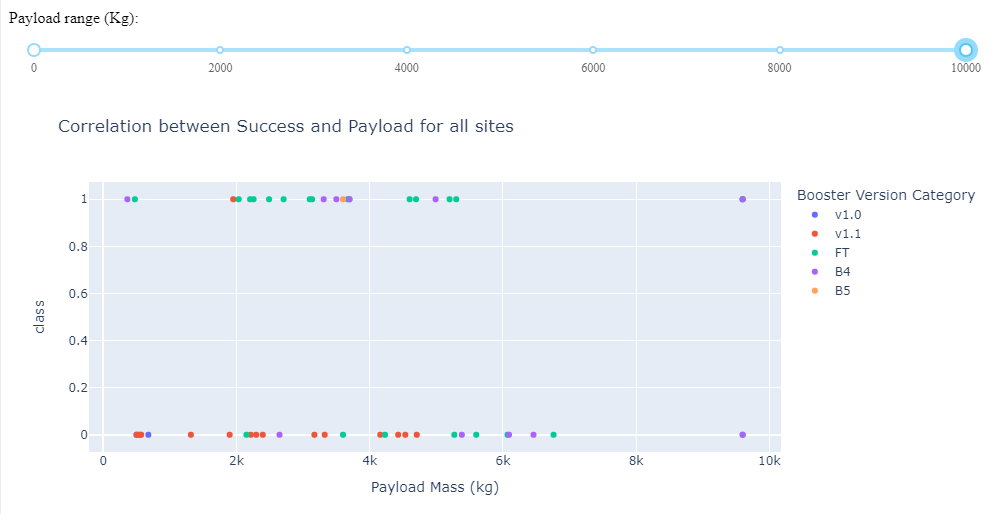 Payload range (Kg):
0 2000 4000 6000 8000 10000
Correlation between Success and Payload for all sites
1
0.8
0.6
0.4
0.2
0
class
0 2k 4k 6k 8k 10k
Payload Mass (kg)
Booster Version Category
v1.0
v1.1
FT
B4
B5